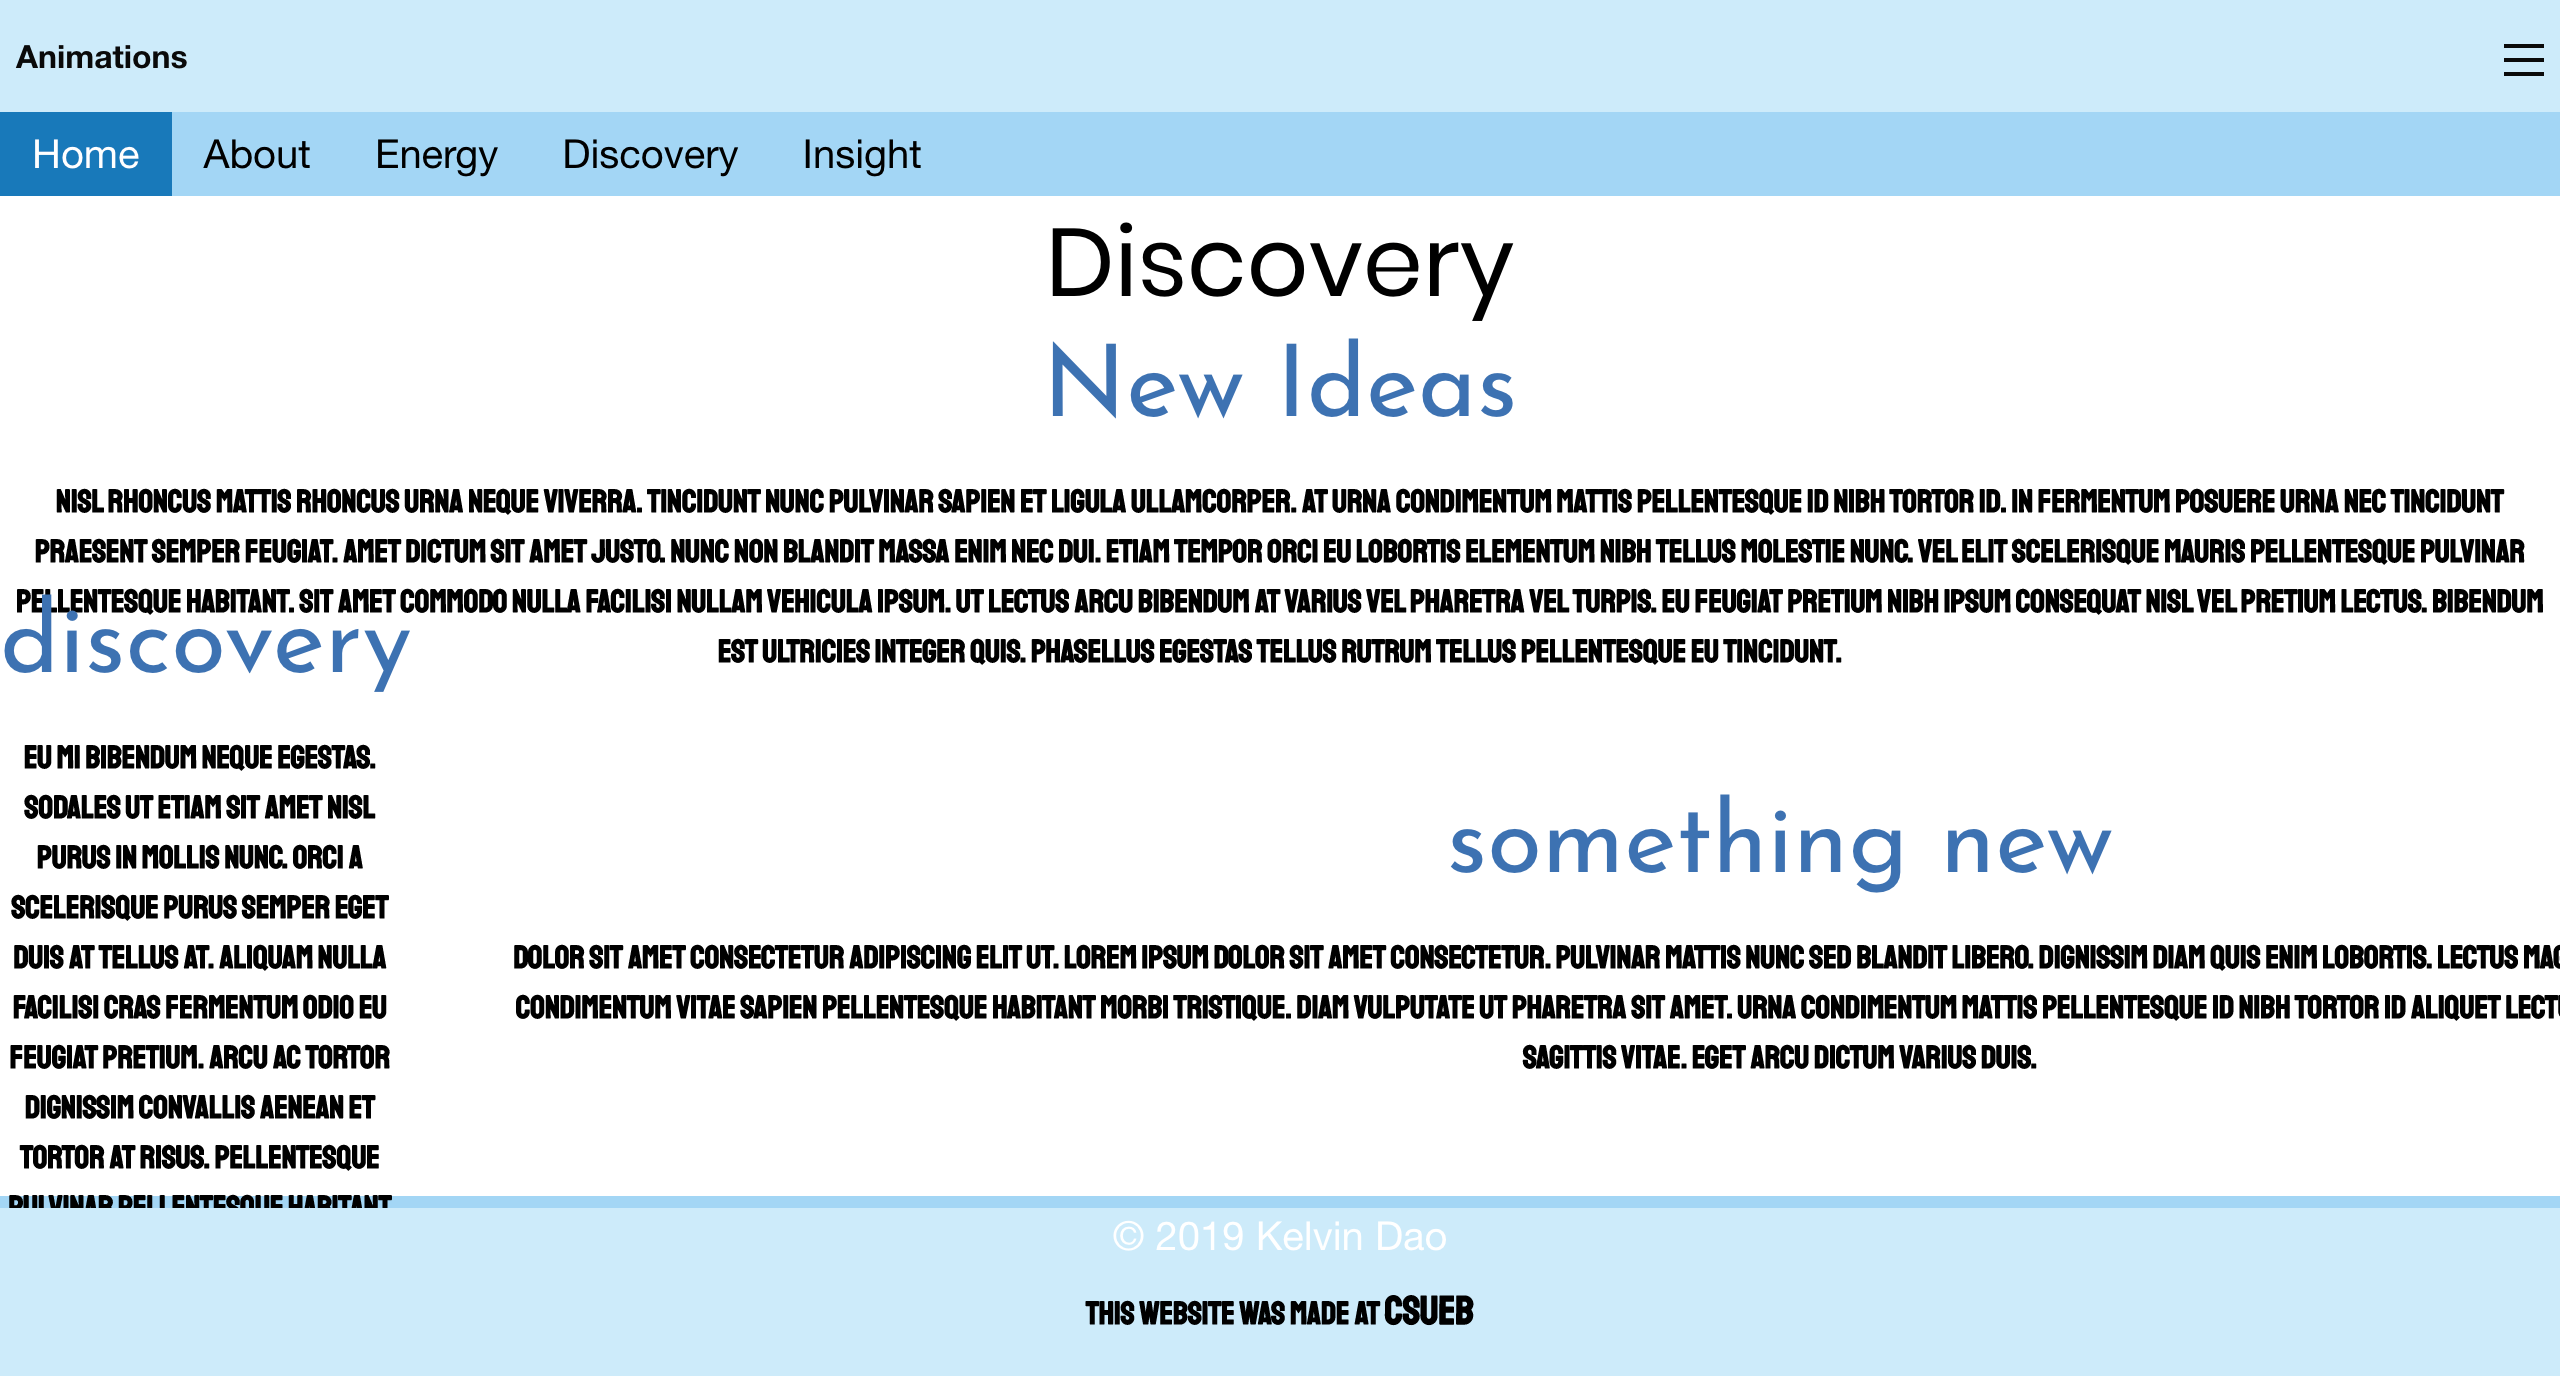 Animations
Home About Energy Discovery Insight
Discovery
New Ideas
NISL RHONCUS MATTIS RHONCUS URNA NEQUE VIVERRA. TINCIDUNT NUNC PULVINAR SAPIEN ET LIGULA ULLAMCORPER. AT URNA CONDIMENTUM MATTIS PELLENTESQUE ID NIBH TORTOR ID. IN FERMENTUM POSUERE URNA NEC TINCIDUNT
PRAESENT SEMPER FEUGIAT. AMET DICTUM SIT AMET JUSTO. NUNC NON BLANDIT MASSA ENIM NEC DUI. ETIAM TEMPOR ORCI EU LOBORTIS ELEMENTUM NIBH TELLUS MOLESTIE NUNC. VEL ELIT SCELERISQUE MAURIS PELLENTESQUE PULVINAR
PELLENTESQUE HABITANT. SIT AMET COMMODO NULLA FACILISI NULLAM VEHICULA IPSUM. UT LECTUS ARCU BIBENDUM AT VARIUS VEL PHARETRA VEL TURPIS. EU FEUGIAT PRETIUM NIBH IPSUM CONSEQUAT NISL VEL PRETIUM LECTUS. BIBENDUM
EST ULTRICIES INTEGER QUIS. PHASELLUS EGESTAS TELLUS RUTRUM TELLUS PELLENTESQUE EU TINCIDUNT.
discovery
EU MI BIBENDUM NEQUE EGESTAS.
SODALES UT ETIAM SIT AMET NISL
PURUS IN MOLLIS NUNC. ORCI A
SCELERISQUE PURUS SEMPER EGET
DUIS AT TELLUS AT. ALIQUAM NULLA
FACILISI CRAS FERMENTUM ODIO EU
FEUGIAT PRETIUM. ARCU AC TORTOR
DIGNISSIM CONVALLIS AENEAN ET
TORTOR AT RISUS. PELLENTESQUE
PULVINAR PELLENTESQUE HABITANT
something new
DOLOR SIT AMET CONSECTETUR ADIPISCING ELIT UT. LOREM IPSUM DOLOR SIT AMET CONSECTETUR. PULVINAR MATTIS NUNC SED BLANDIT LIBERO. DIGNISSIM DIAM QUIS ENIM LOBORTIS. LECTUS
CONDIMENTUM VITAE SAPIEN PELLENTESQUE HABITANT MORBI TRISTIQUE. DIAM VULPUTATE UT PHARETRA SIT AMET. URNA CONDIMENTUM MATTIS PELLENTESQUE ID NIBH TORTOR ID ALIQUET
SAGITTIS VITAE. EGET ARCU DICTUM VARIUS DUIS.
© 2019 Kelvin Dao
THIS WEBSITE WAS MADE AT CSUEB